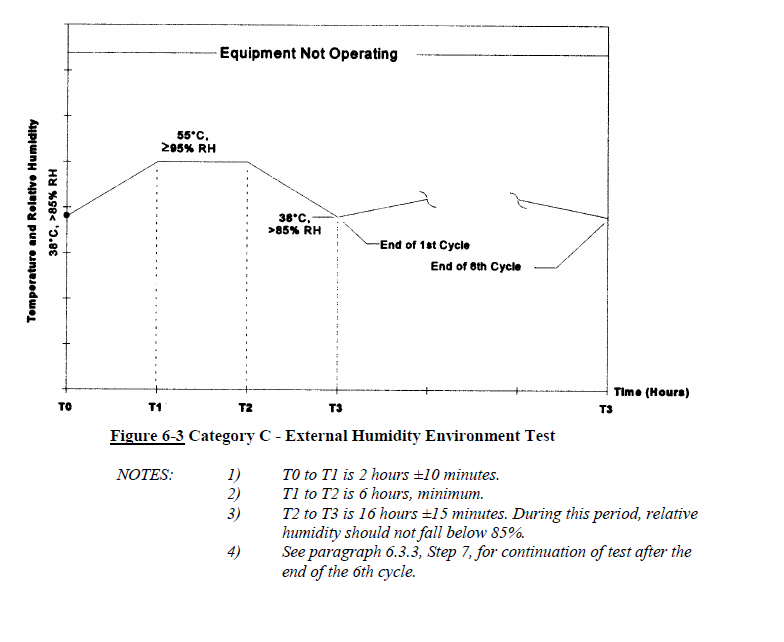 Equipment Not Operating
55°C,
≥95% RH
Temperature and Relative Humidity
38°C, >85% RH
38°C,
>85% RH
End of 1st Cycle
End of 6th Cycle
Time (Hours)
T0 T1 T2 T3 T3
Figure 6-3 Category C - External Humidity Environment Test
NOTES: 1) T0 to T1 is 2 hours ±10 minutes.
2) T1 to T2 is 6 hours, minimum.
3) T2 to T3 is 16 hours ±15 minutes. During this period, relative
humidity should not fall below 85%.
4) See paragraph 6.3.3, Step 7, for continuation of test after the
end of the 6th cycle.